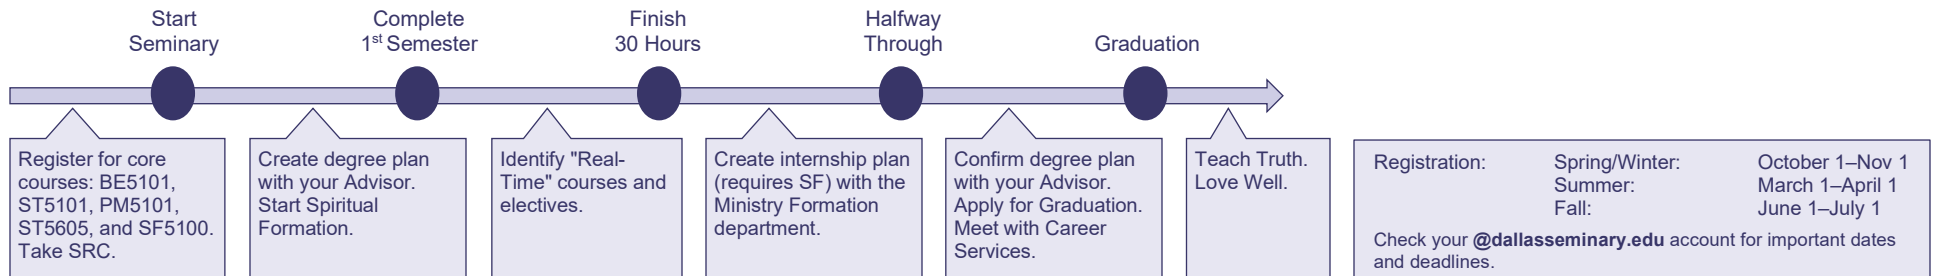 Start
Seminary
Complete
1st Semester
Finish
30 Hours
Halfway
Through
Graduation
Register for core
courses: BE5101,
ST5101, PM5101,
ST5605, and SF5100.
Take SRC.
Create degree plan
with your Advisor.
Start Spiritual
Formation.
Identify "Real-
Time" courses and
electives.
Create internship plan
(requires SF) with the
Ministry Formation
department.
Confirm degree plan
with your Advisor.
Apply for Graduation.
Meet with Career
Services.
Teach Truth.
Love Well.
Registration: Spring/Winter: October 1–Nov 1
Summer: March 1–April 1
Fall: June 1–July 1
Check your @dallasseminary.edu account for important dates
and deadlines.